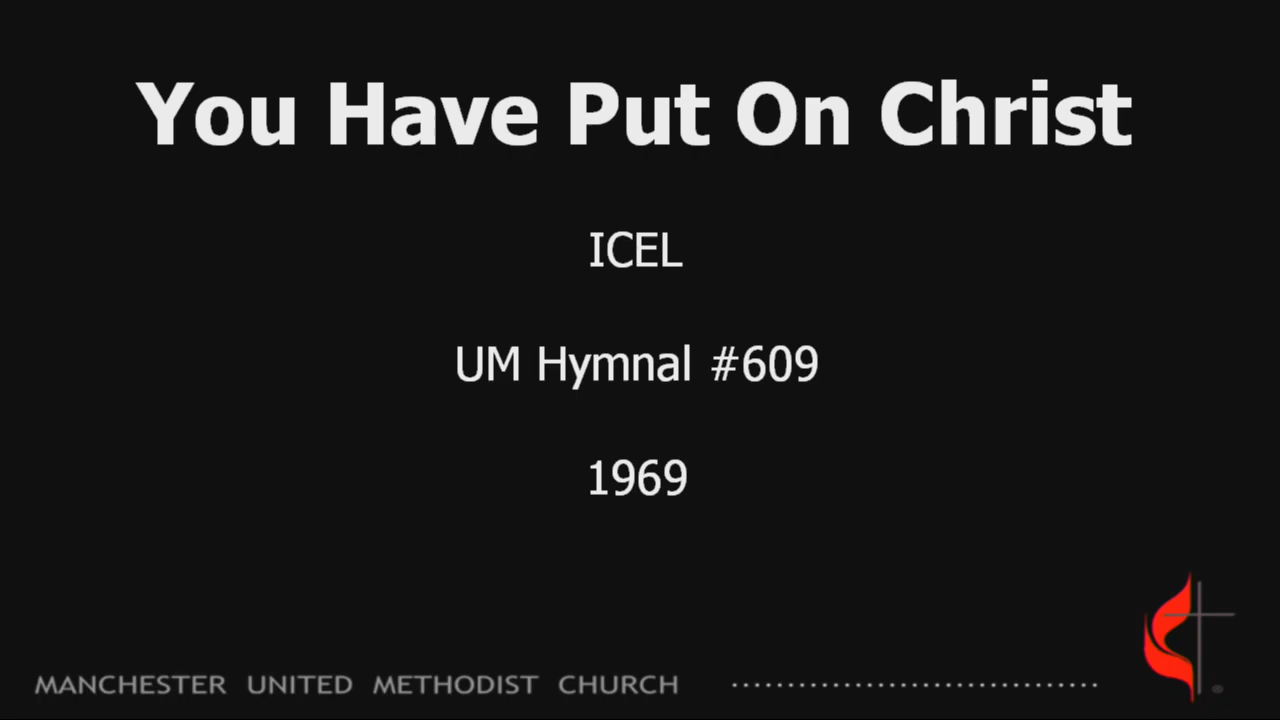 You Have Put On Christ
ICEL
UM Hymnal #609
1969
MANCHESTER UNITED METHODIST CHURCH
®